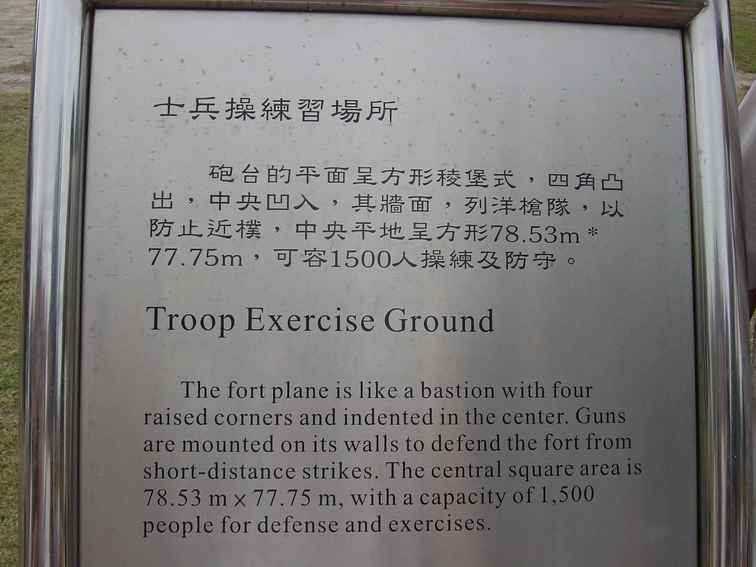 士兵操練習場所
砲台的平面呈方形稜堡式，四角凸
出，中央凹入，其牆面，列洋槍隊，以
防止近樸，中央平地呈方形78.53m*
77.75m，可容1500人操練及防守。
Troop Exercise Ground
The fort plane is like a bastion with four
raised corners and indented in the center. Guns
are mounted on its walls to defend the fort from
short-distance strikes. The central square area is
78.53 m × 77.75 m, with a capacity of 1,500
people for defense and exercises.